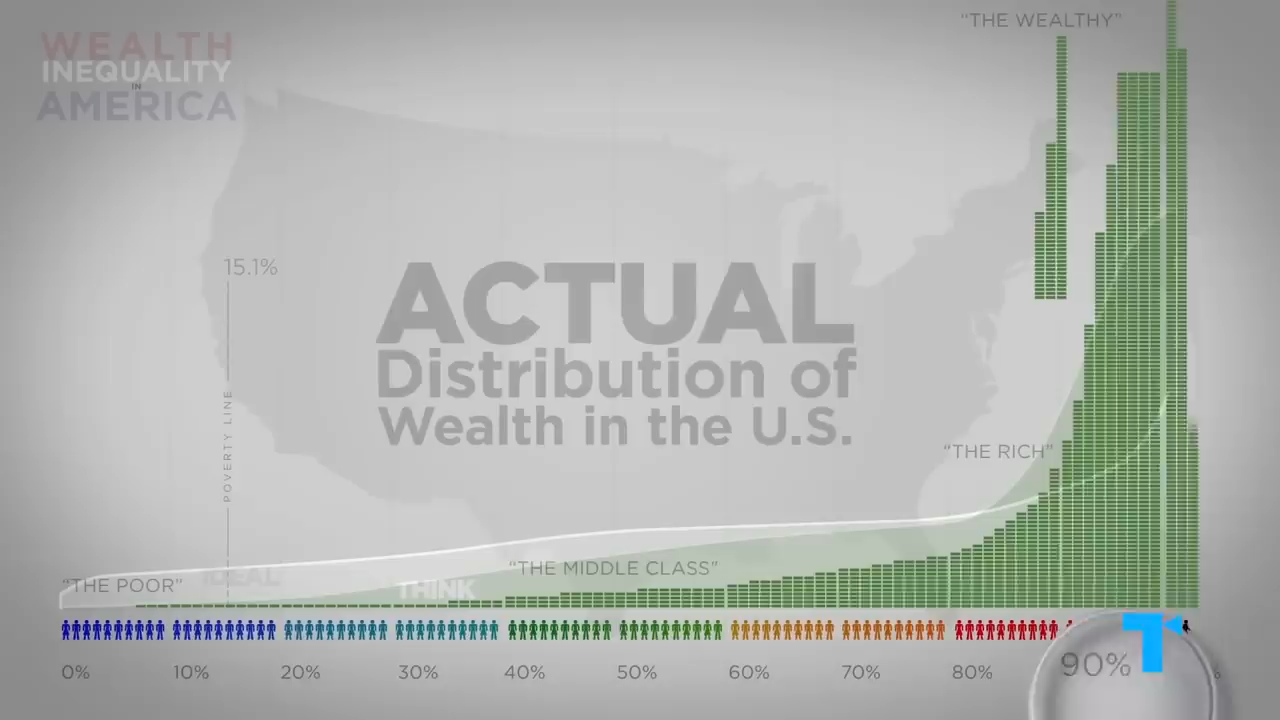 WEALTH
INEQUALITY
IN
AMERICA
"THE WEALTHY"
15.1%
POVERTY LINE
ACTUAL
Distribution of
Wealth in the U.S.
"THE RICH"
"THE POOR"
IDEAL
THINK
"THE MIDDLE CLASS"
0% 10% 20% 30% 40% 50% 60% 70% 80% 90% %